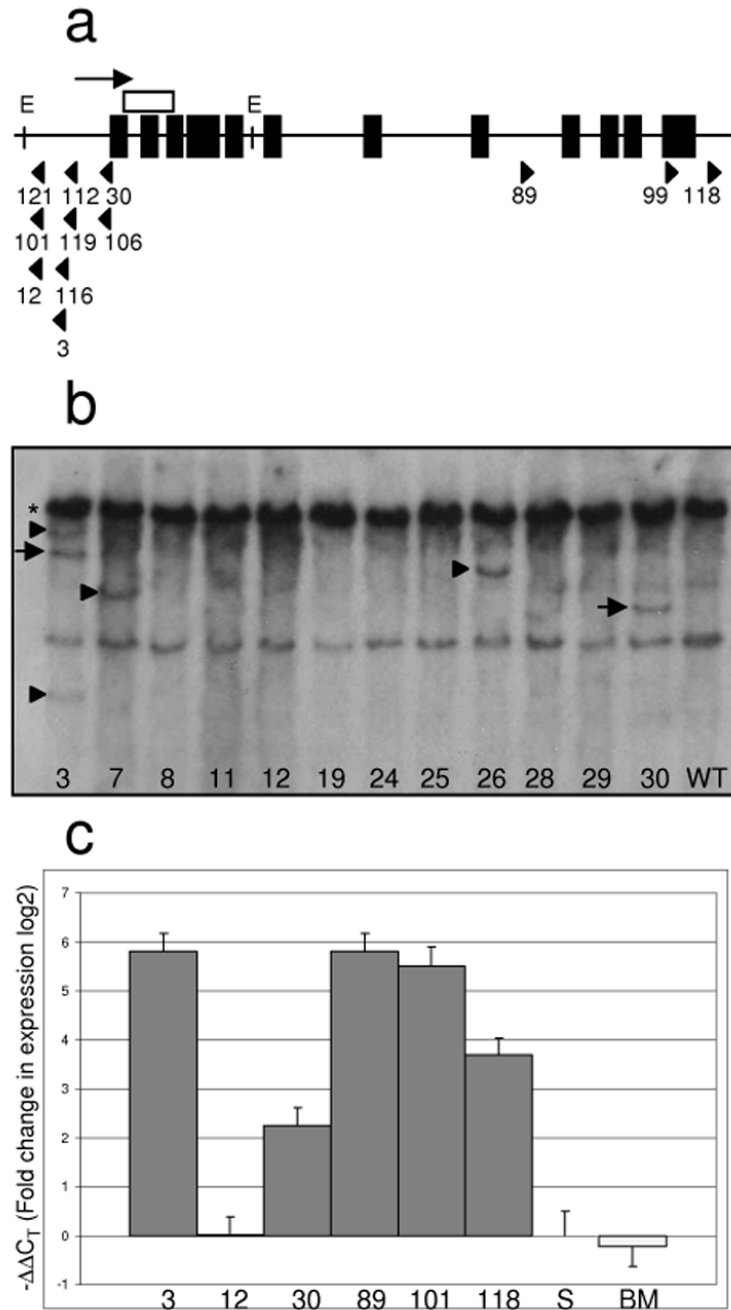 a
E E
121 112 30 89 99 118
101 119 106
12 116
3
b
*
3 7 8 11 12 19 24 25 26 28 29 30 WT
c
-ΔΔC_T (Fold change in expression log2)
7
6
5
4
3
2
1
0
-1
3 12 30 89 101 118 S BM